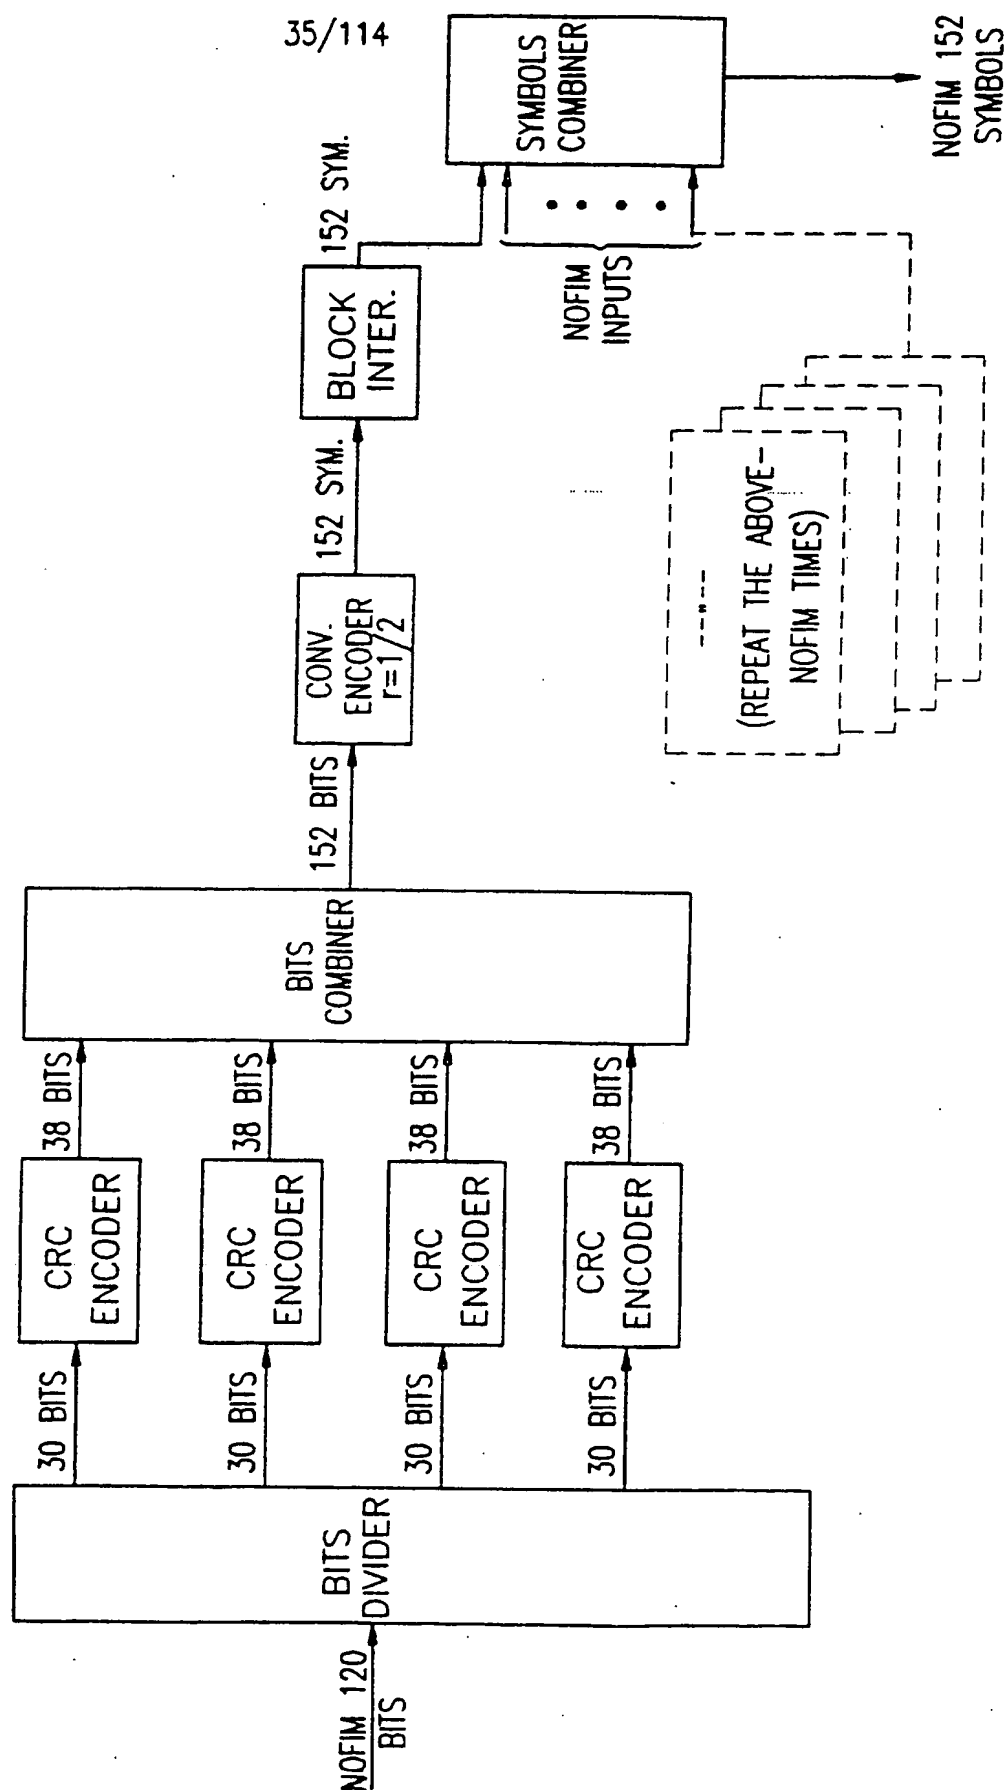 35/114
NOFIM 120
BITS
BITS
DIVIDER
30 BITS
30 BITS
30 BITS
30 BITS
CRC
ENCODER
CRC
ENCODER
CRC
ENCODER
CRC
ENCODER
38 BITS
38 BITS
38 BITS
38 BITS
BITS
COMBINER
152 BITS
CONV.
ENCODER
r=1/2
152 SYM.
BLOCK
INTER.
152 SYM.
NOFIM
INPUTS
SYMBOLS
COMBINER
NOFIM 152
SYMBOLS
(REPEAT THE ABOVE-
NOFIM TIMES)